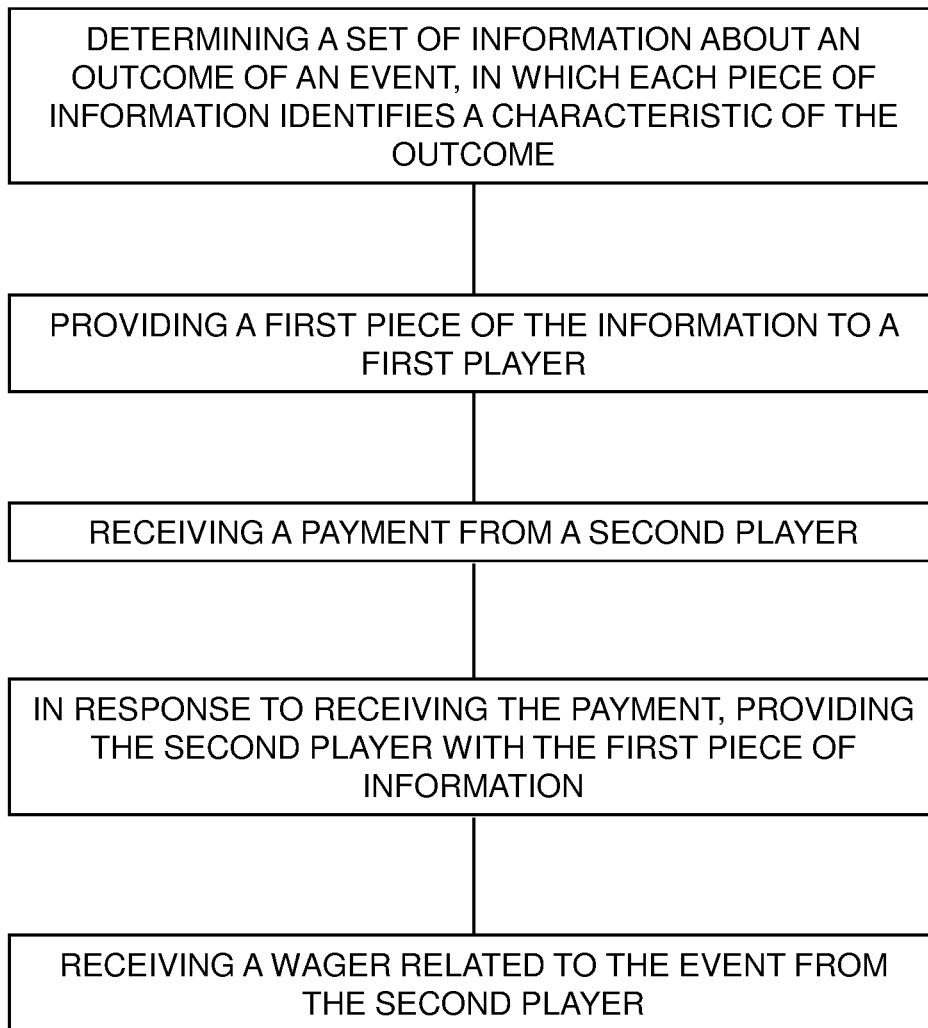 DETERMINING A SET OF INFORMATION ABOUT AN
OUTCOME OF AN EVENT, IN WHICH EACH PIECE OF
INFORMATION IDENTIFIES A CHARACTERISTIC OF THE
OUTCOME
PROVIDING A FIRST PIECE OF THE INFORMATION TO A
FIRST PLAYER
RECEIVING A PAYMENT FROM A SECOND PLAYER
IN RESPONSE TO RECEIVING THE PAYMENT, PROVIDING
THE SECOND PLAYER WITH THE FIRST PIECE OF
INFORMATION
RECEIVING A WAGER RELATED TO THE EVENT FROM
THE SECOND PLAYER